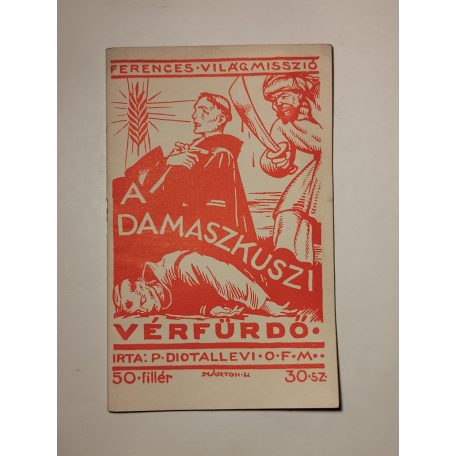 FERENCES·VILÁGMISSZIÓ
A
DAMASZKUSZI
VÉRFÜRDŐ·
IRTA: P·DIOTALLEVI·O·F·M··
50·fillér MÁRTON·L 30·SZ·